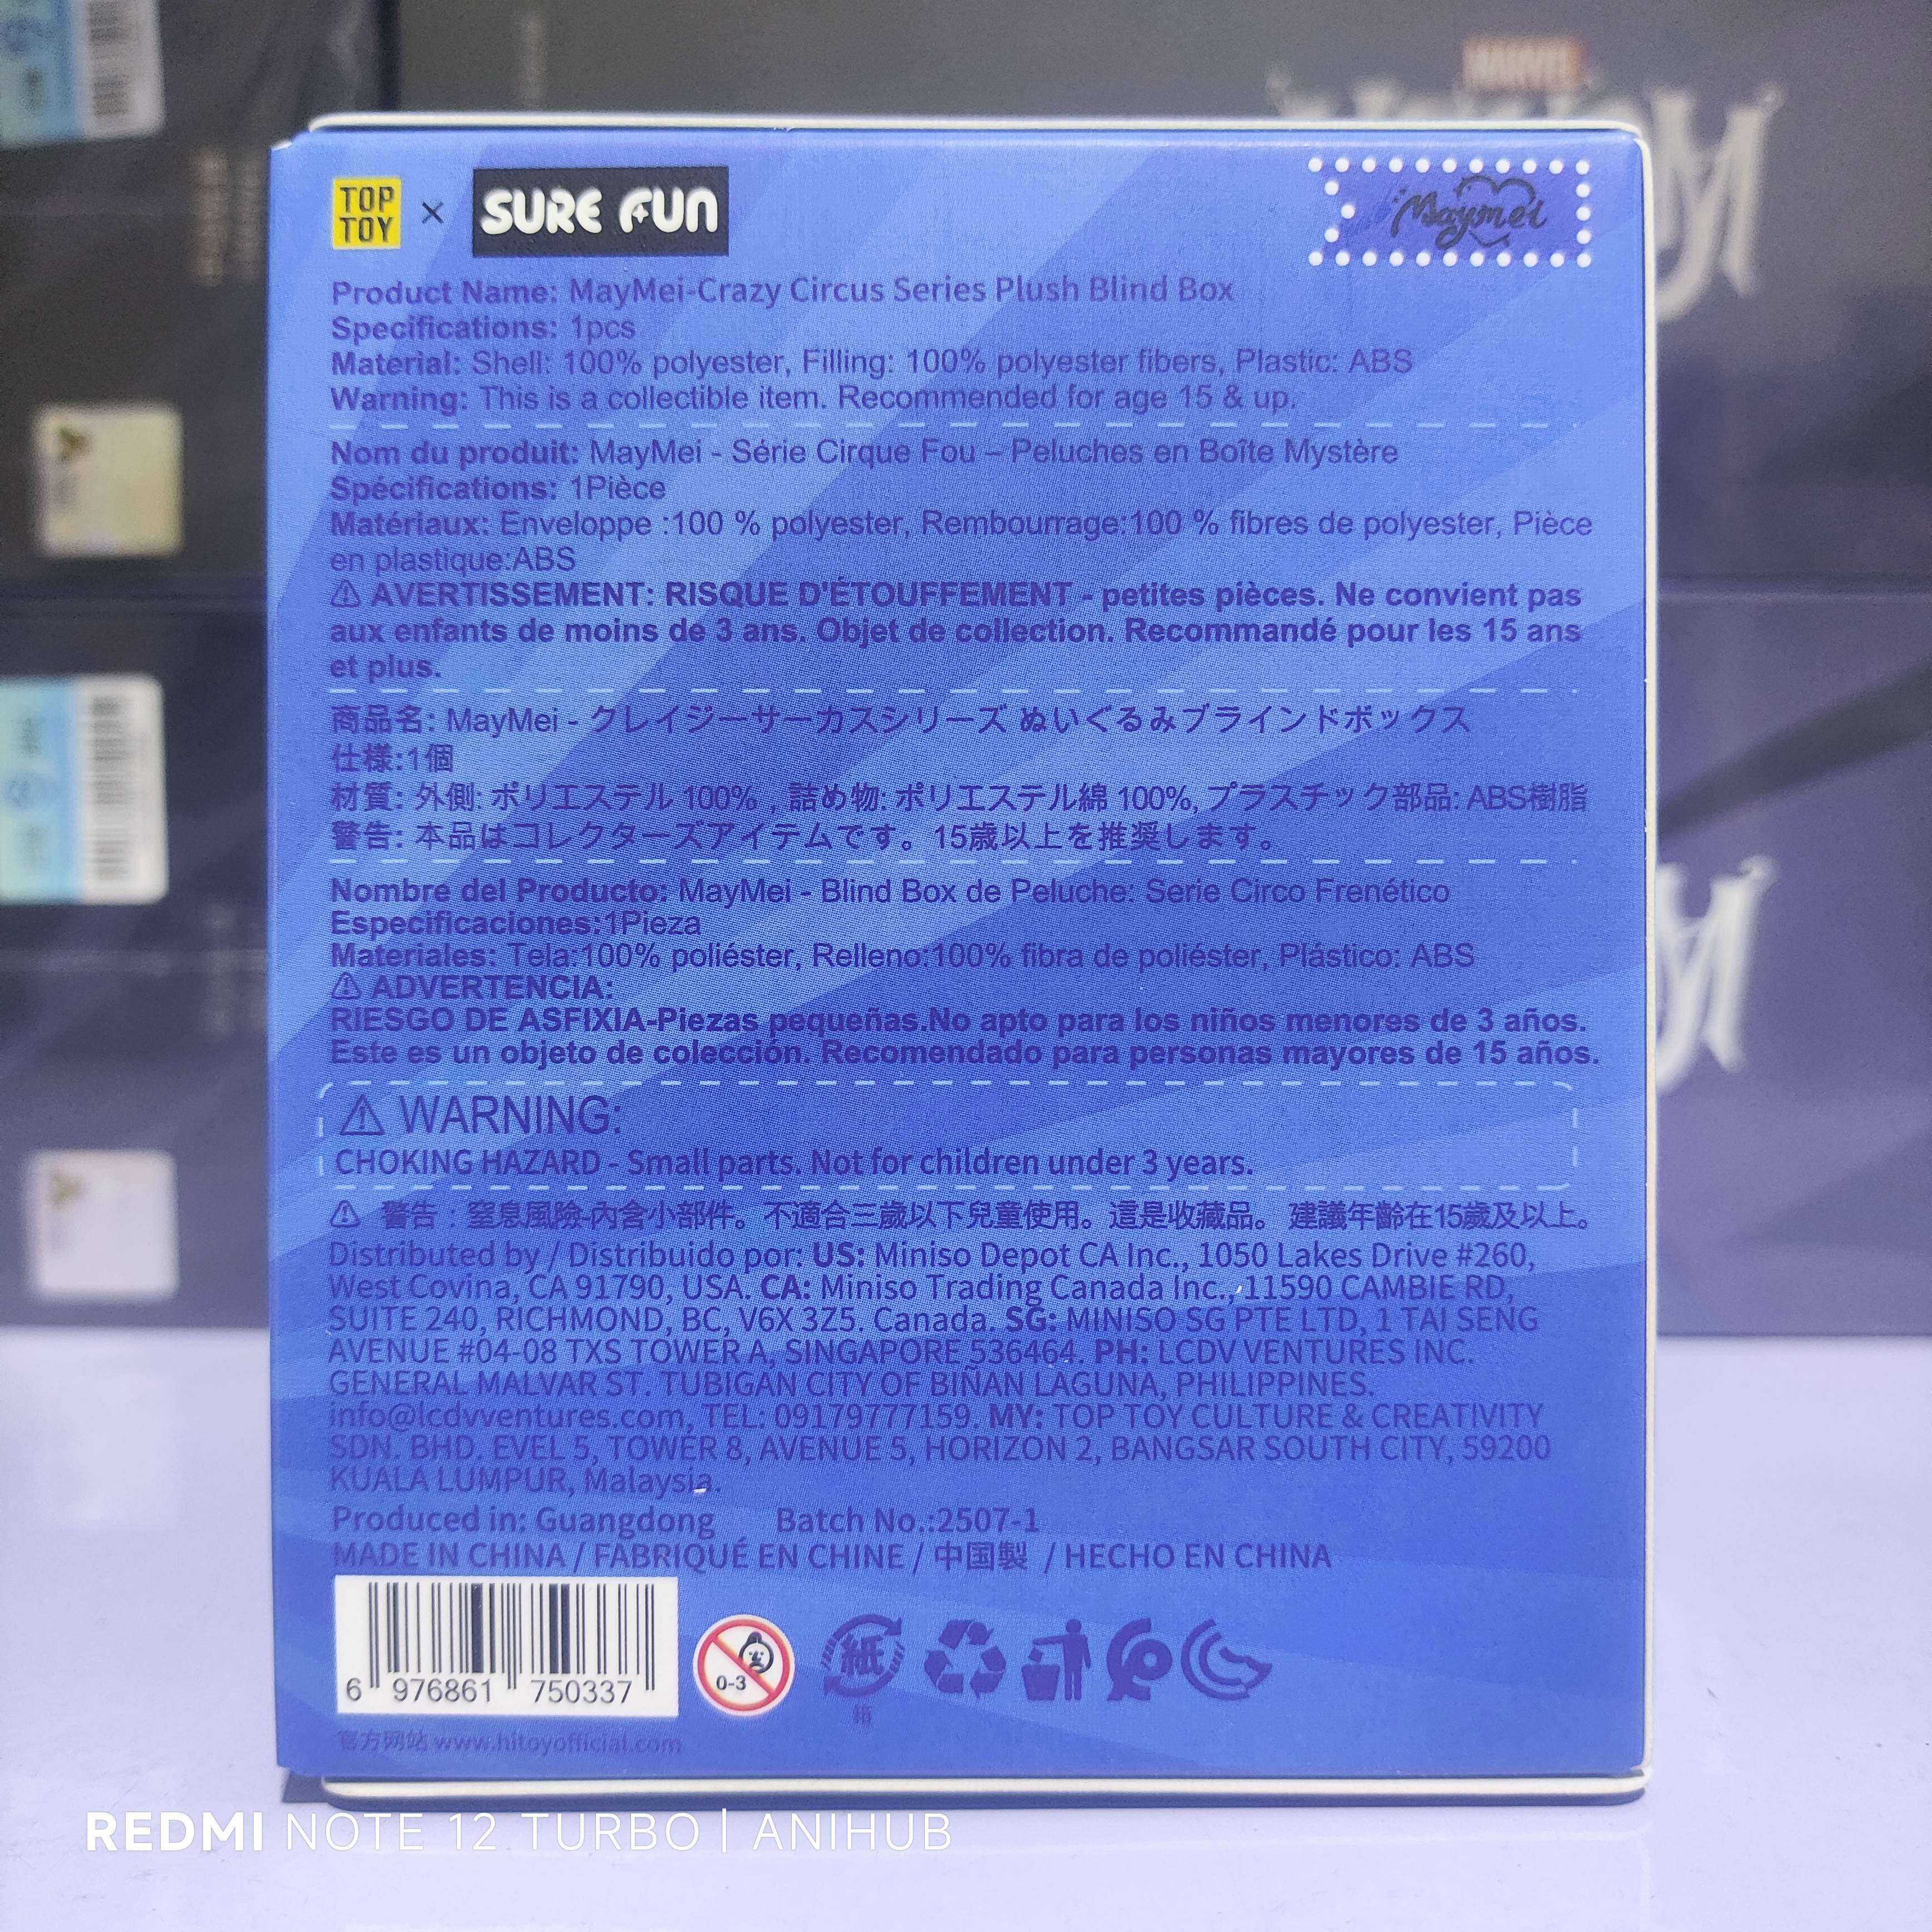 MARVEL
TOP TOY × SURE FUN
Maymei
Product Name: MayMei-Crazy Circus Series Plush Blind Box
Specifications: 1pcs
Material: Shell: 100% polyester, Filling: 100% polyester fibers, Plastic: ABS
Warning: This is a collectible item. Recommended for age 15 & up.
Nom du produit: MayMei - Série Cirque Fou – Peluches en Boîte Mystère
Spécifications: 1Pièce
Matériaux: Enveloppe :100 % polyester, Rembourrage:100 % fibres de polyester, Pièce
en plastique:ABS
⚠ AVERTISSEMENT: RISQUE D'ÉTOUFFEMENT - petites pièces. Ne convient pas
aux enfants de moins de 3 ans. Objet de collection. Recommandé pour les 15 ans
et plus.
商品名: MayMei - クレイジーサーカスシリーズ ぬいぐるみブラインドボックス
仕様:1個
材質: 外側: ポリエステル 100% , 詰め物: ポリエステル綿 100%, プラスチック部品: ABS樹脂
警告: 本品はコレクターズアイテムです。15歳以上を推奨します。
Nombre del Producto: MayMei - Blind Box de Peluche: Serie Circo Frenético
Especificaciones:1Pieza
Materiales: Tela:100% poliéster, Relleno:100% fibra de poliéster, Plástico: ABS
⚠ ADVERTENCIA:
RIESGO DE ASFIXIA-Piezas pequeñas.No apto para los niños menores de 3 años.
Este es un objeto de colección. Recomendado para personas mayores de 15 años.
⚠ WARNING:
CHOKING HAZARD - Small parts. Not for children under 3 years.
⚠ 警告：窒息風險-內含小部件。不適合三歲以下兒童使用。這是收藏品。 建議年齡在15歲及以上。
Distributed by / Distribuido por: US: Miniso Depot CA Inc., 1050 Lakes Drive #260,
West Covina, CA 91790, USA. CA: Miniso Trading Canada Inc., 11590 CAMBIE RD,
SUITE 240, RICHMOND, BC, V6X 3Z5. Canada. SG: MINISO SG PTE LTD, 1 TAI SENG
AVENUE #04-08 TXS TOWER A, SINGAPORE 536464. PH: LCDV VENTURES INC.
GENERAL MALVAR ST. TUBIGAN CITY OF BIÑAN LAGUNA, PHILIPPINES.
info@lcdvventures.com, TEL: 09179777159. MY: TOP TOY CULTURE & CREATIVITY
SDN. BHD. EVEL 5, TOWER 8, AVENUE 5, HORIZON 2, BANGSAR SOUTH CITY, 59200
KUALA LUMPUR, Malaysia.
Produced in: Guangdong Batch No.:2507-1
MADE IN CHINA / FABRIQUÉ EN CHINE / 中国製 / HECHO EN CHINA
6 976861 750337
0-3
紙
箱
官方网站 www.hitoyofficial.com
REDMI NOTE 12 TURBO | ANIHUB